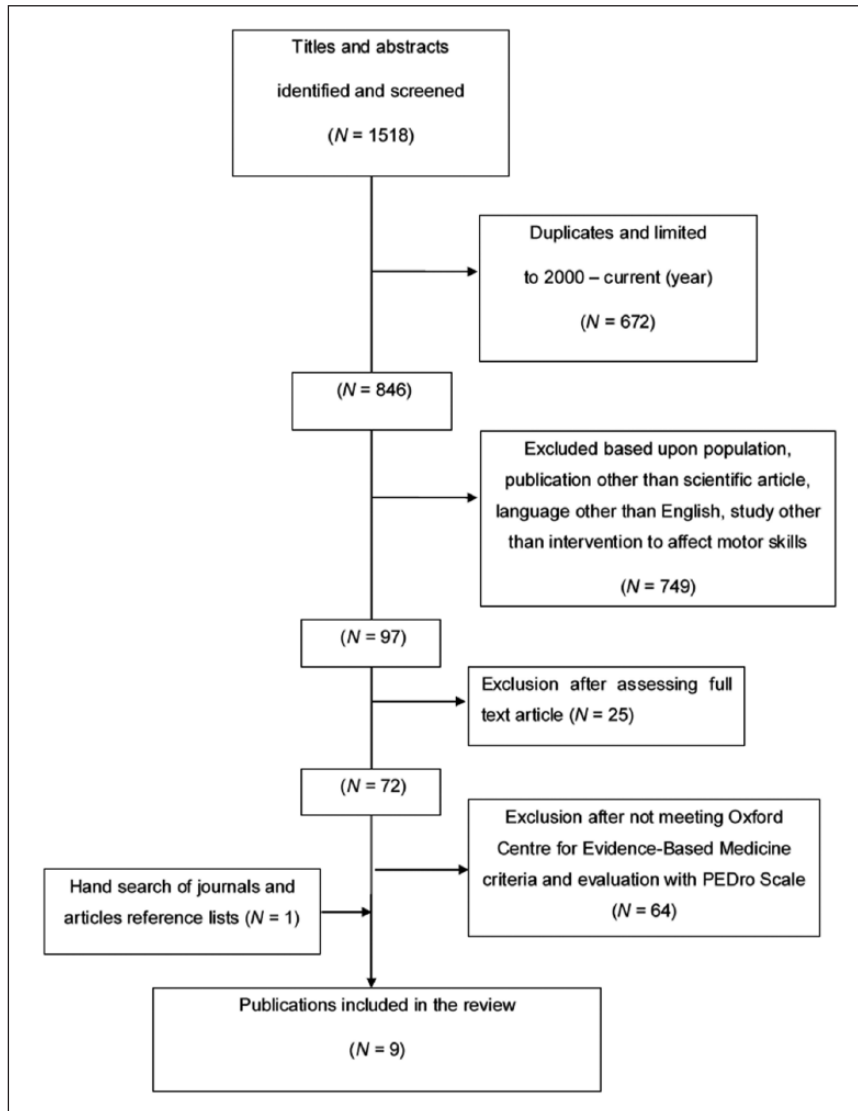 Titles and abstracts
identified and screened
(N = 1518)
Duplicates and limited
to 2000 – current (year)
(N = 672)
(N = 846)
Excluded based upon population,
publication other than scientific article,
language other than English, study other
than intervention to affect motor skills
(N = 749)
(N = 97)
Exclusion after assessing full
text article (N = 25)
(N = 72)
Exclusion after not meeting Oxford
Centre for Evidence-Based Medicine
criteria and evaluation with PEDro Scale
(N = 64)
Hand search of journals and
articles reference lists (N = 1)
Publications included in the review
(N = 9)